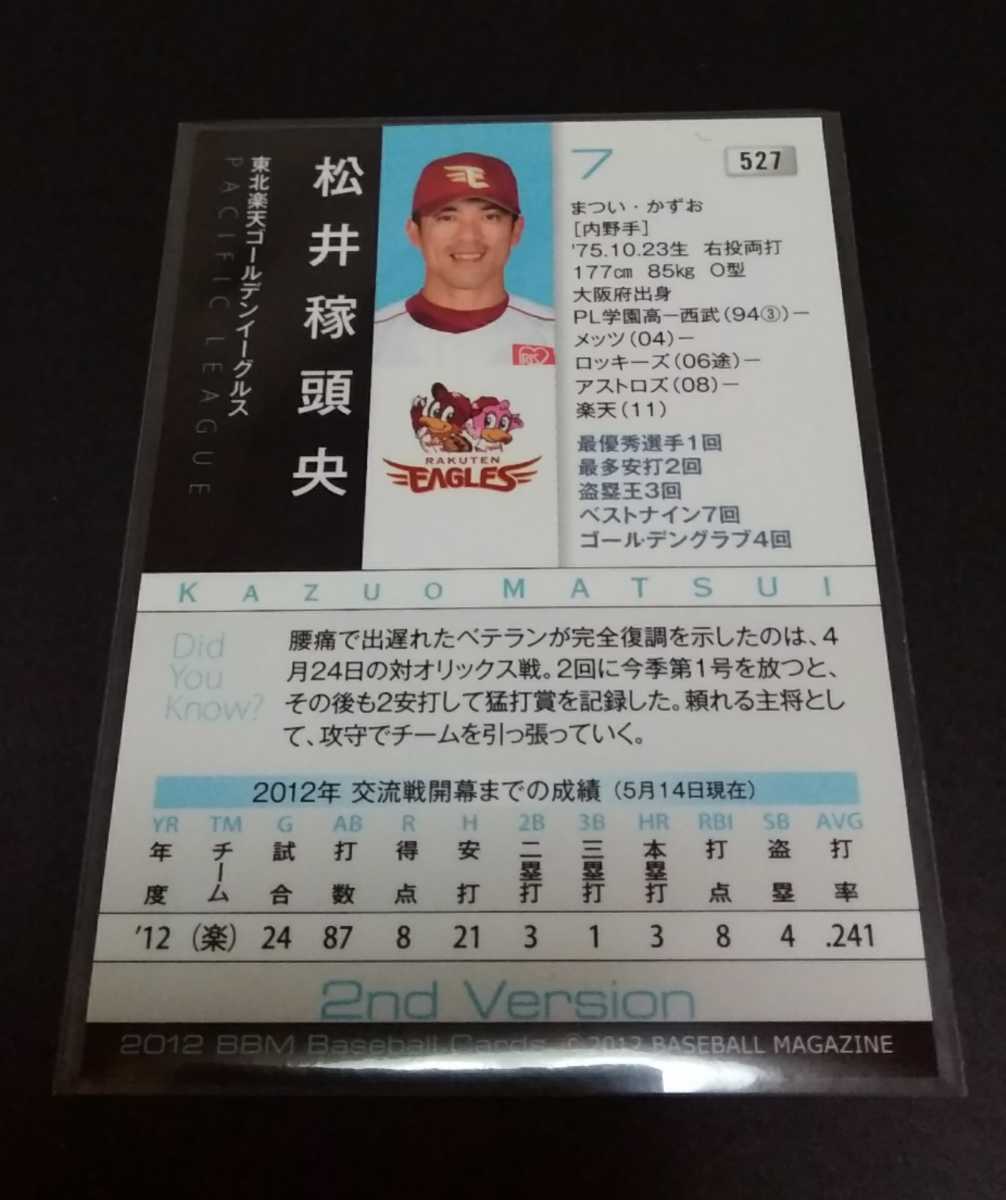 松井稼頭央
東北楽天ゴールデンイーグルス
PACIFIC LEAGUE
RAKUTEN
EAGLES
7
527
まつい・かずお
[内野手]
'75.10.23生 右投両打
177cm 85kg O型
大阪府出身
PL学園高－西武(94③)－
メッツ(04)－
ロッキーズ(06途)－
アストロズ(08)－
楽天(11)
最優秀選手1回
最多安打2回
盗塁王3回
ベストナイン7回
ゴールデングラブ4回
KAZUO MATSUI
Did
You
Know?
腰痛で出遅れたベテランが完全復調を示したのは、4
月24日の対オリックス戦。2回に今季第1号を放つと、
その後も2安打して猛打賞を記録した。頼れる主将とし
て、攻守でチームを引っ張っていく。
2012年 交流戦開幕までの成績 (5月14日現在)
YR TM G AB R H 2B 3B HR RBI SB AVG
年度 チーム 試合 打数 得点 安打 二塁打 三塁打 本塁打 打点 盗塁 打率
'12 (楽) 24 87 8 21 3 1 3 8 4 .241
2nd Version
2012 BBM Baseball Cards ©2012 BASEBALL MAGAZINE